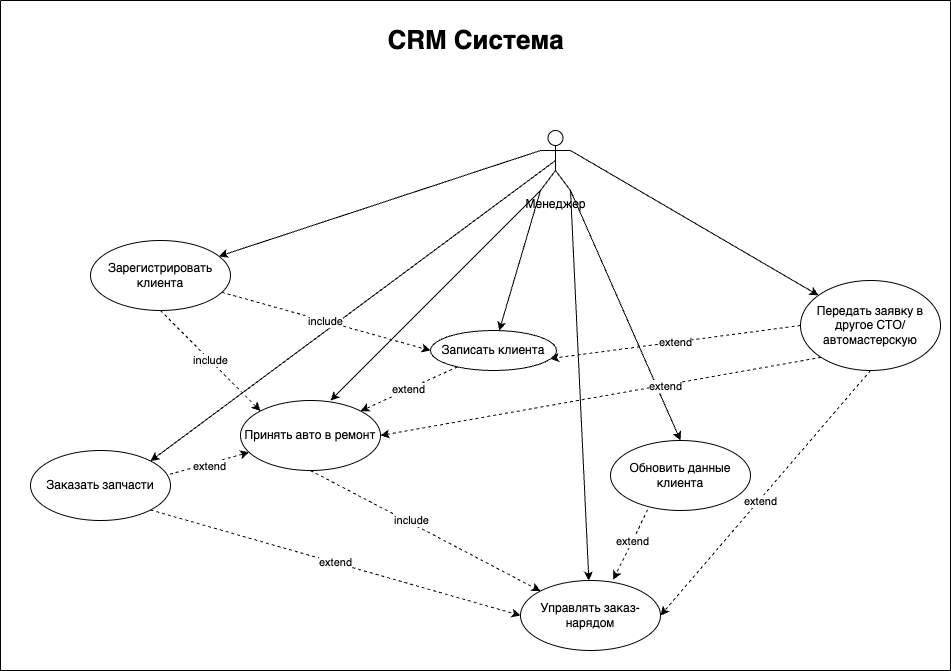 CRM Система
Менеджер
Зарегистрировать
клиента
Передать заявку в
другое СТО/
автомастерскую
include
extend
Записать клиента
include
extend
extend
Принять авто в ремонт
extend
Обновить данные
клиента
Заказать запчасти
extend
include
extend
extend
Управлять заказ-
нарядом